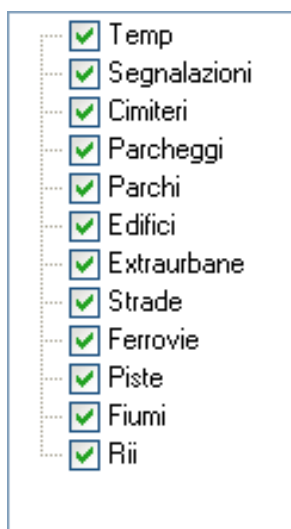 Temp
Segnalazioni
Cimiteri
Parcheggi
Parchi
Edifici
Extraurbane
Strade
Ferrovie
Piste
Fiumi
Rii